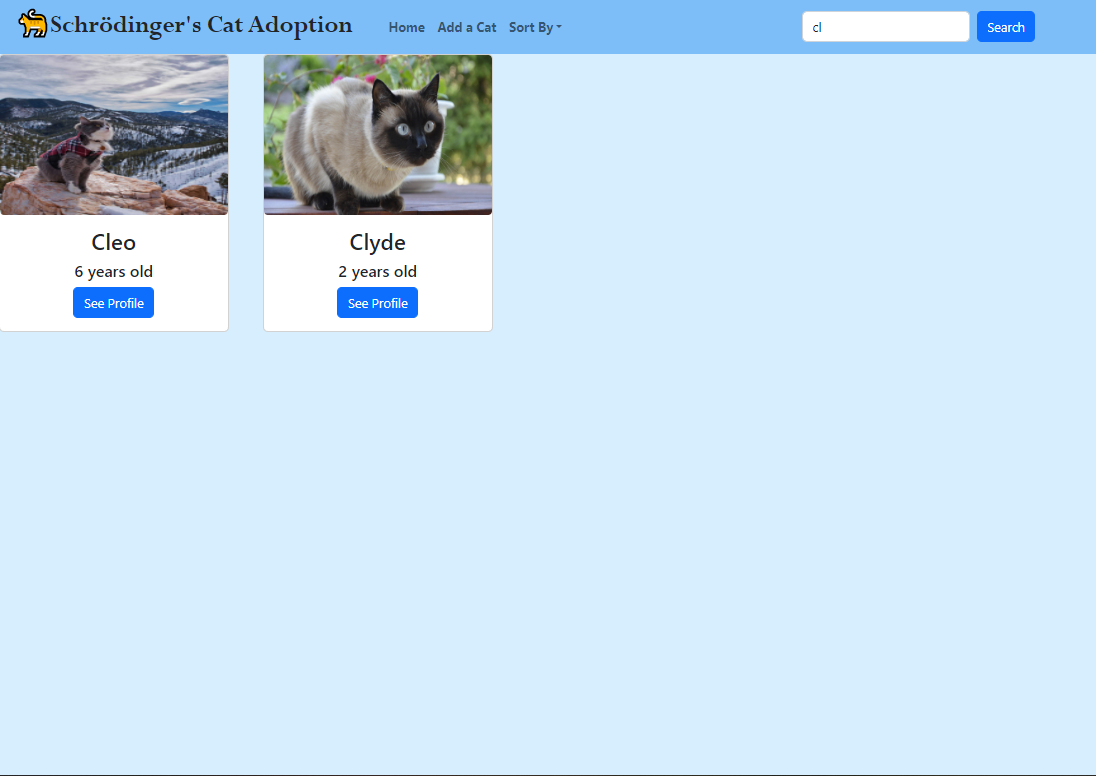 Schrödinger's Cat Adoption
Home
Add a Cat
Sort By
cl
Search
Cleo
6 years old
See Profile
Clyde
2 years old
See Profile